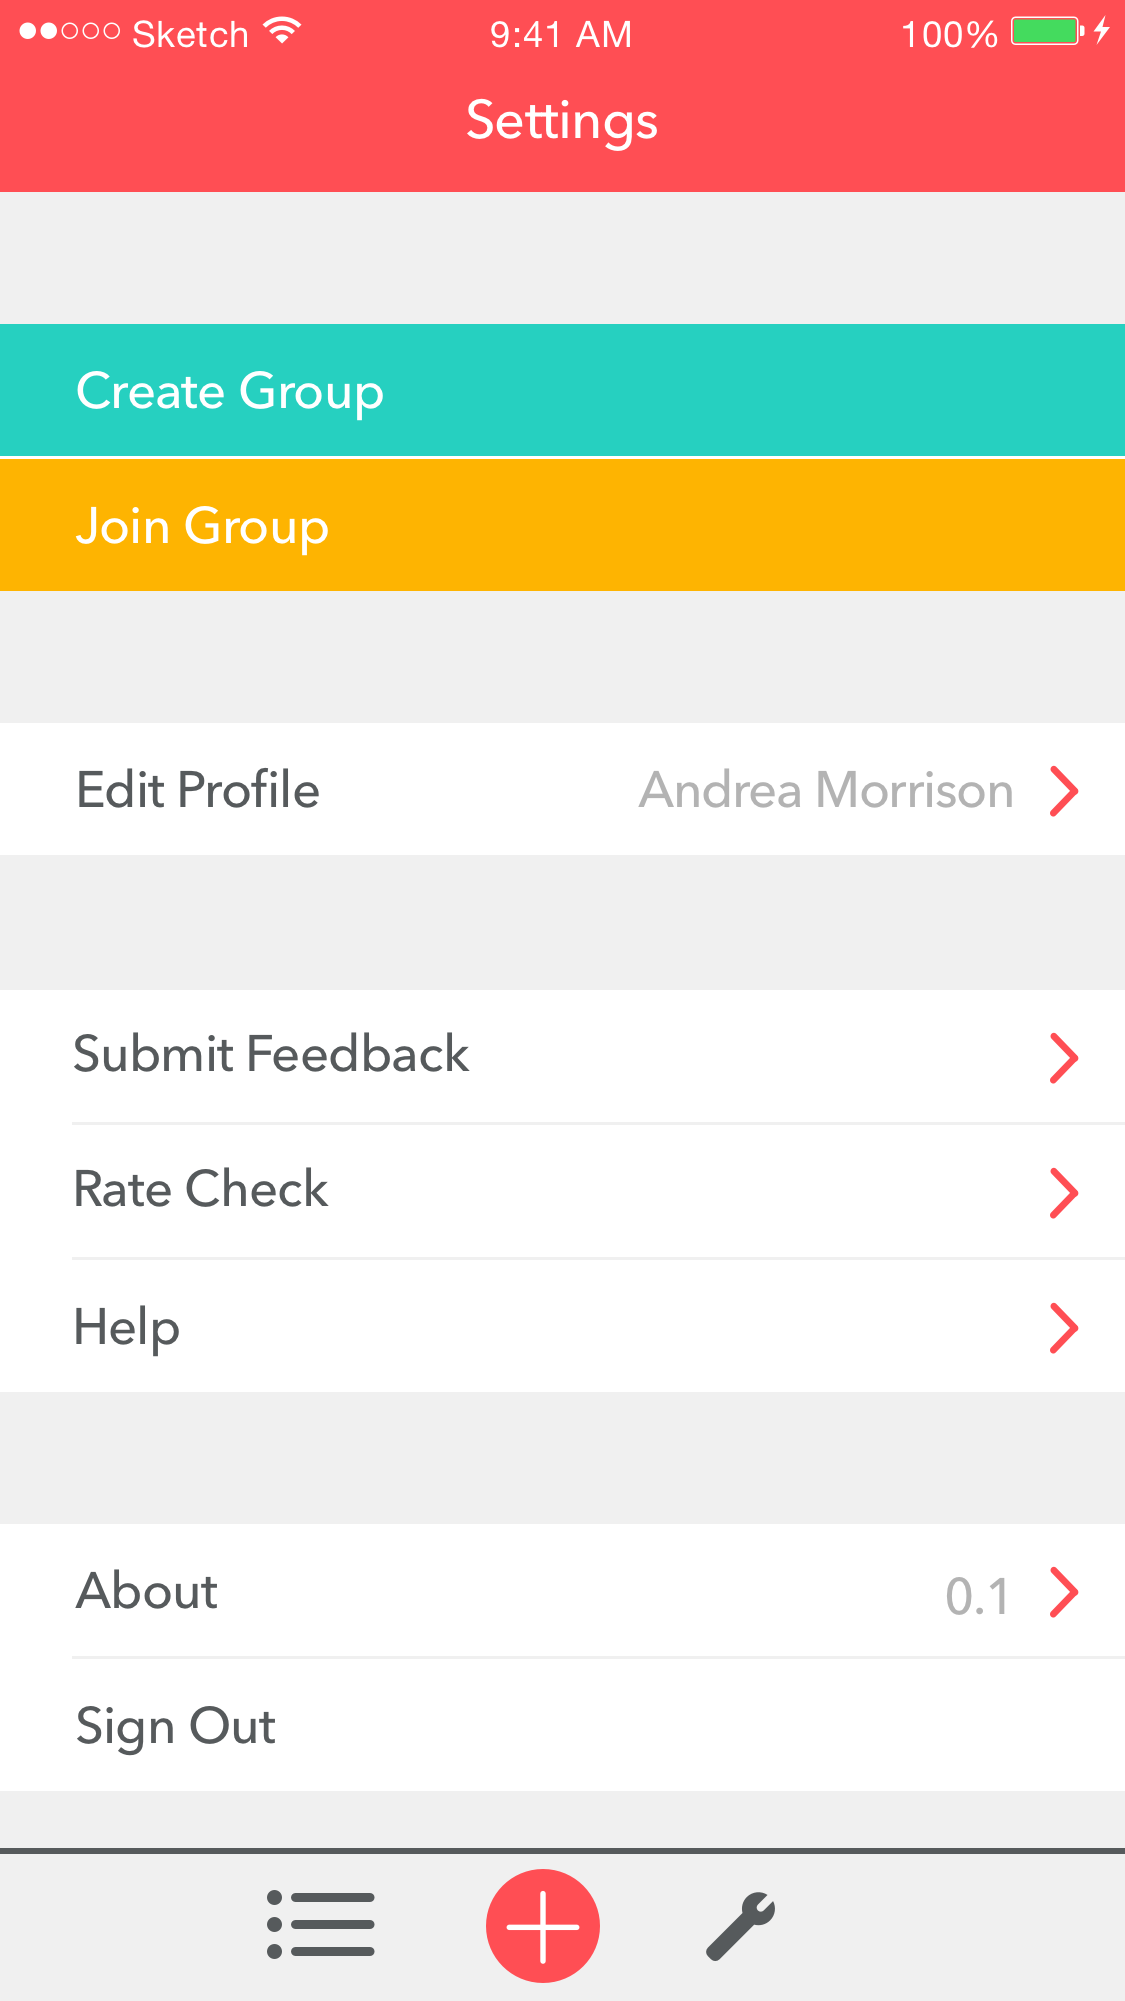 Sketch 9:41 AM 100%
Settings
Create Group
Join Group
Edit Profile Andrea Morrison
Submit Feedback
Rate Check
Help
About 0.1
Sign Out